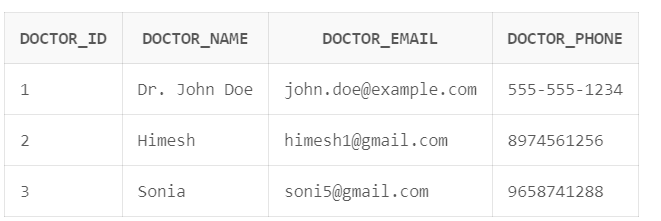 DOCTOR_ID DOCTOR_NAME DOCTOR_EMAIL DOCTOR_PHONE
1 Dr. John Doe john.doe@example.com 555-555-1234
2 Himesh himesh1@gmail.com 8974561256
3 Sonia soni5@gmail.com 9658741288